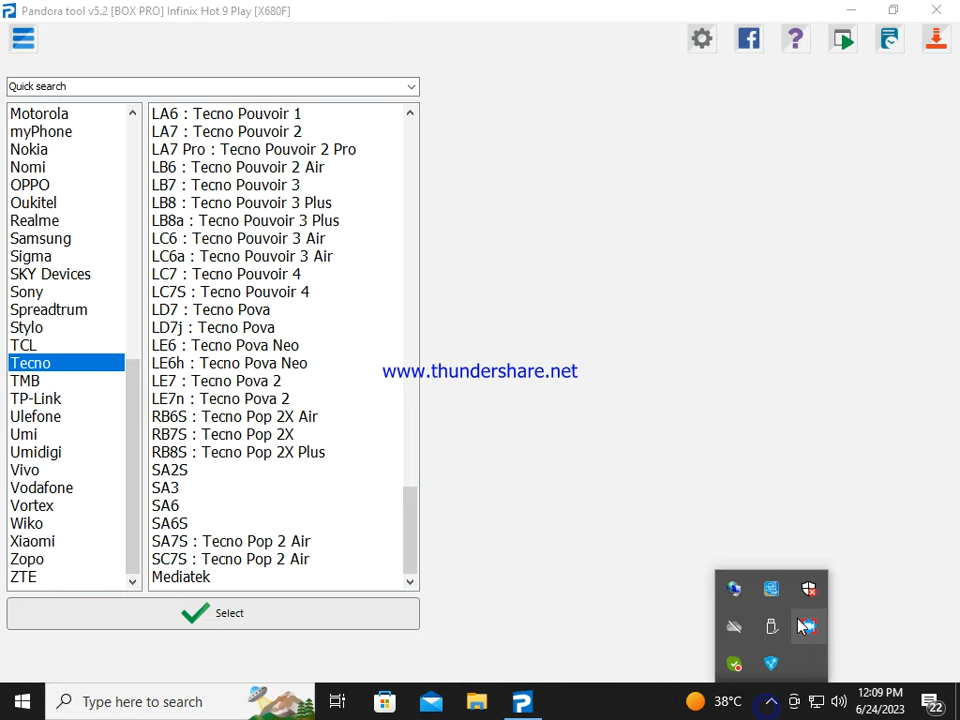 Pandora tool v5.2 [BOX PRO] Infinix Hot 9 Play [X680F]
Quick search
Motorola
myPhone
Nokia
Nomi
OPPO
Oukitel
Realme
Samsung
Sigma
SKY Devices
Sony
Spreadtrum
Stylo
TCL
Tecno
TMB
TP-Link
Ulefone
Umi
Umidigi
Vivo
Vodafone
Vortex
Wiko
Xiaomi
Zopo
ZTE
LA6 : Tecno Pouvoir 1
LA7 : Tecno Pouvoir 2
LA7 Pro : Tecno Pouvoir 2 Pro
LB6 : Tecno Pouvoir 2 Air
LB7 : Tecno Pouvoir 3
LB8 : Tecno Pouvoir 3 Plus
LB8a : Tecno Pouvoir 3 Plus
LC6 : Tecno Pouvoir 3 Air
LC6a : Tecno Pouvoir 3 Air
LC7 : Tecno Pouvoir 4
LC7S : Tecno Pouvoir 4
LD7 : Tecno Pova
LD7j : Tecno Pova
LE6 : Tecno Pova Neo
LE6h : Tecno Pova Neo
LE7 : Tecno Pova 2
LE7n : Tecno Pova 2
RB6S : Tecno Pop 2X Air
RB7S : Tecno Pop 2X
RB8S : Tecno Pop 2X Plus
SA2S
SA3
SA6
SA6S
SA7S : Tecno Pop 2 Air
SC7S : Tecno Pop 2 Air
Mediatek
www.thundershare.net
Select
Type here to search
38°C
12:09 PM
6/24/2023
22